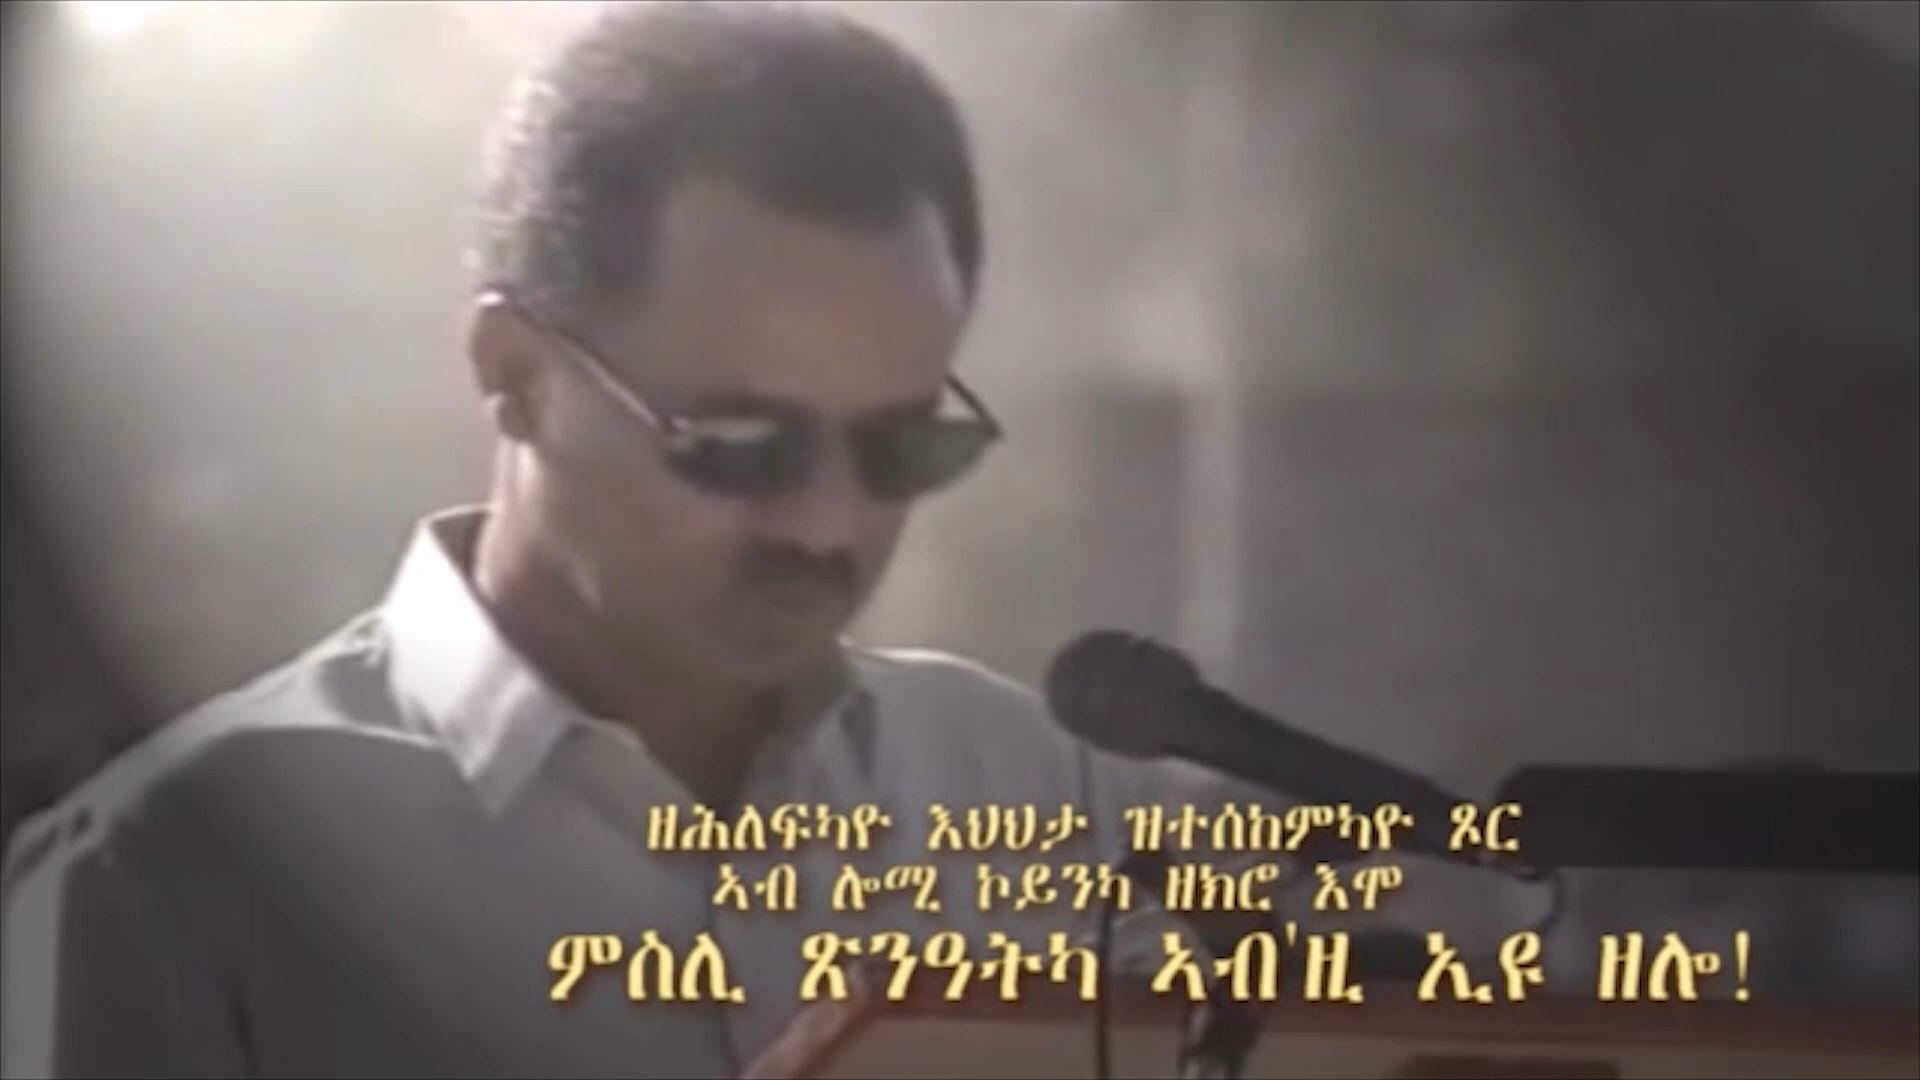 ዘሕለፍካዮ እህህታ ዝተሰከምካዮ ጾር
ኣብ ሎሚ ኮይንካ ዘክሮ እሞ
ምስሊ ጽንዓትካ ኣብ'ዚ ኢዩ ዘሎ!